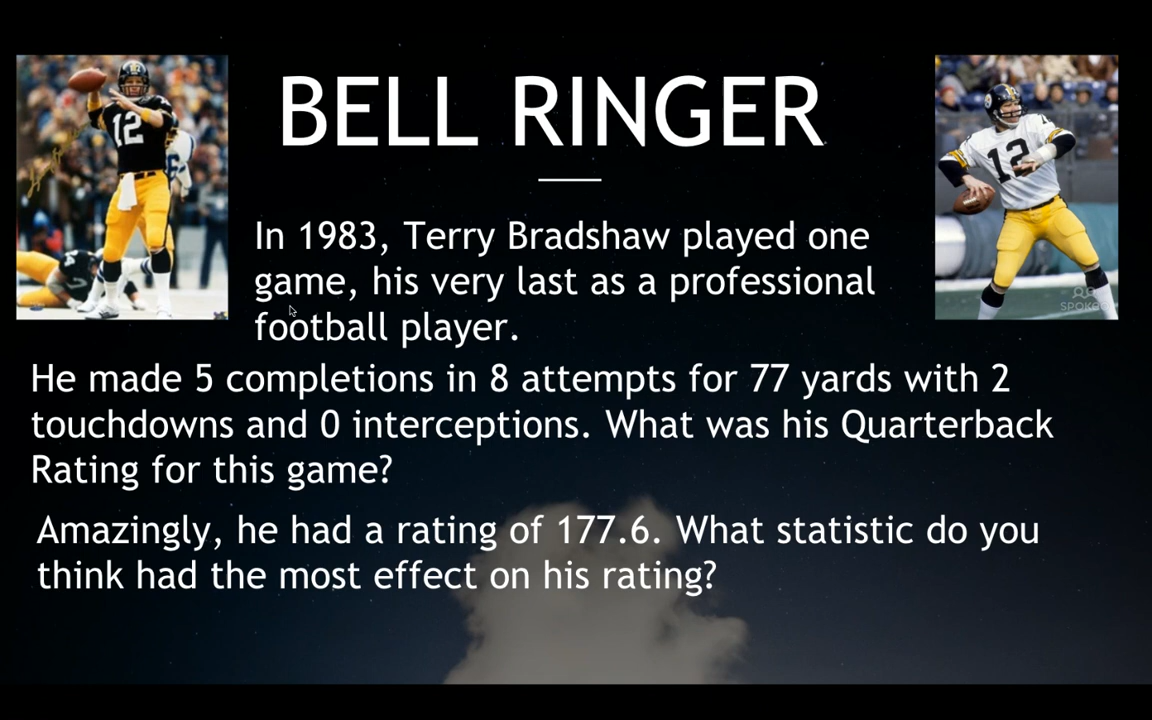 BELL RINGER
In 1983, Terry Bradshaw played one
game, his very last as a professional
football player.
He made 5 completions in 8 attempts for 77 yards with 2
touchdowns and 0 interceptions. What was his Quarterback
Rating for this game?
Amazingly, he had a rating of 177.6. What statistic do you
think had the most effect on his rating?
12
12